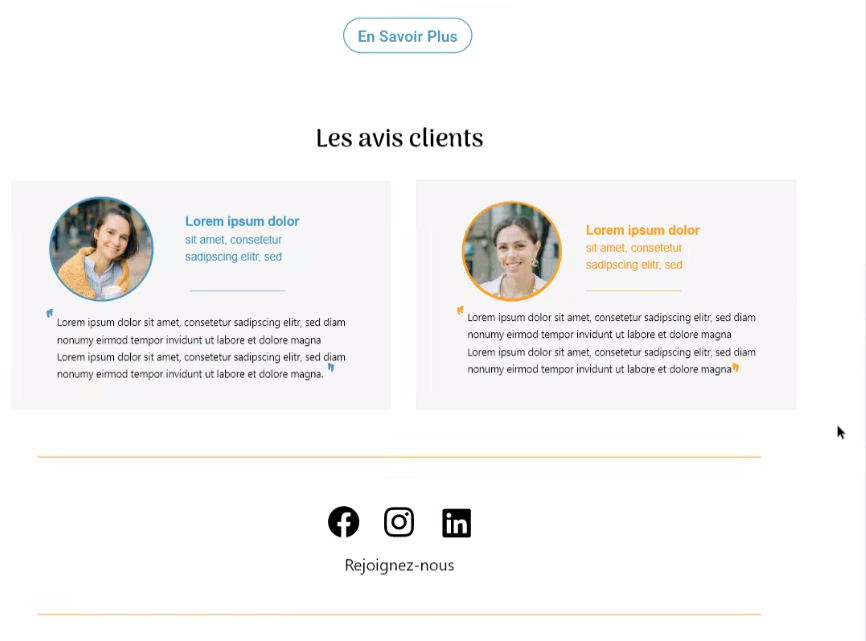 En Savoir Plus
Les avis clients
Lorem ipsum dolor
sit amet, consetetur
sadipscing elitr, sed
"
Lorem ipsum dolor sit amet, consetetur sadipscing elitr, sed diam
nonumy eirmod tempor invidunt ut labore et dolore magna
Lorem ipsum dolor sit amet, consetetur sadipscing elitr, sed diam
nonumy eirmod tempor invidunt ut labore et dolore magna. "
Lorem ipsum dolor
sit amet, consetetur
sadipscing elitr, sed
"
Lorem ipsum dolor sit amet, consetetur sadipscing elitr, sed diam
nonumy eirmod tempor invidunt ut labore et dolore magna
Lorem ipsum dolor sit amet, consetetur sadipscing elitr, sed diam
nonumy eirmod tempor invidunt ut labore et dolore magna"
Rejoignez-nous